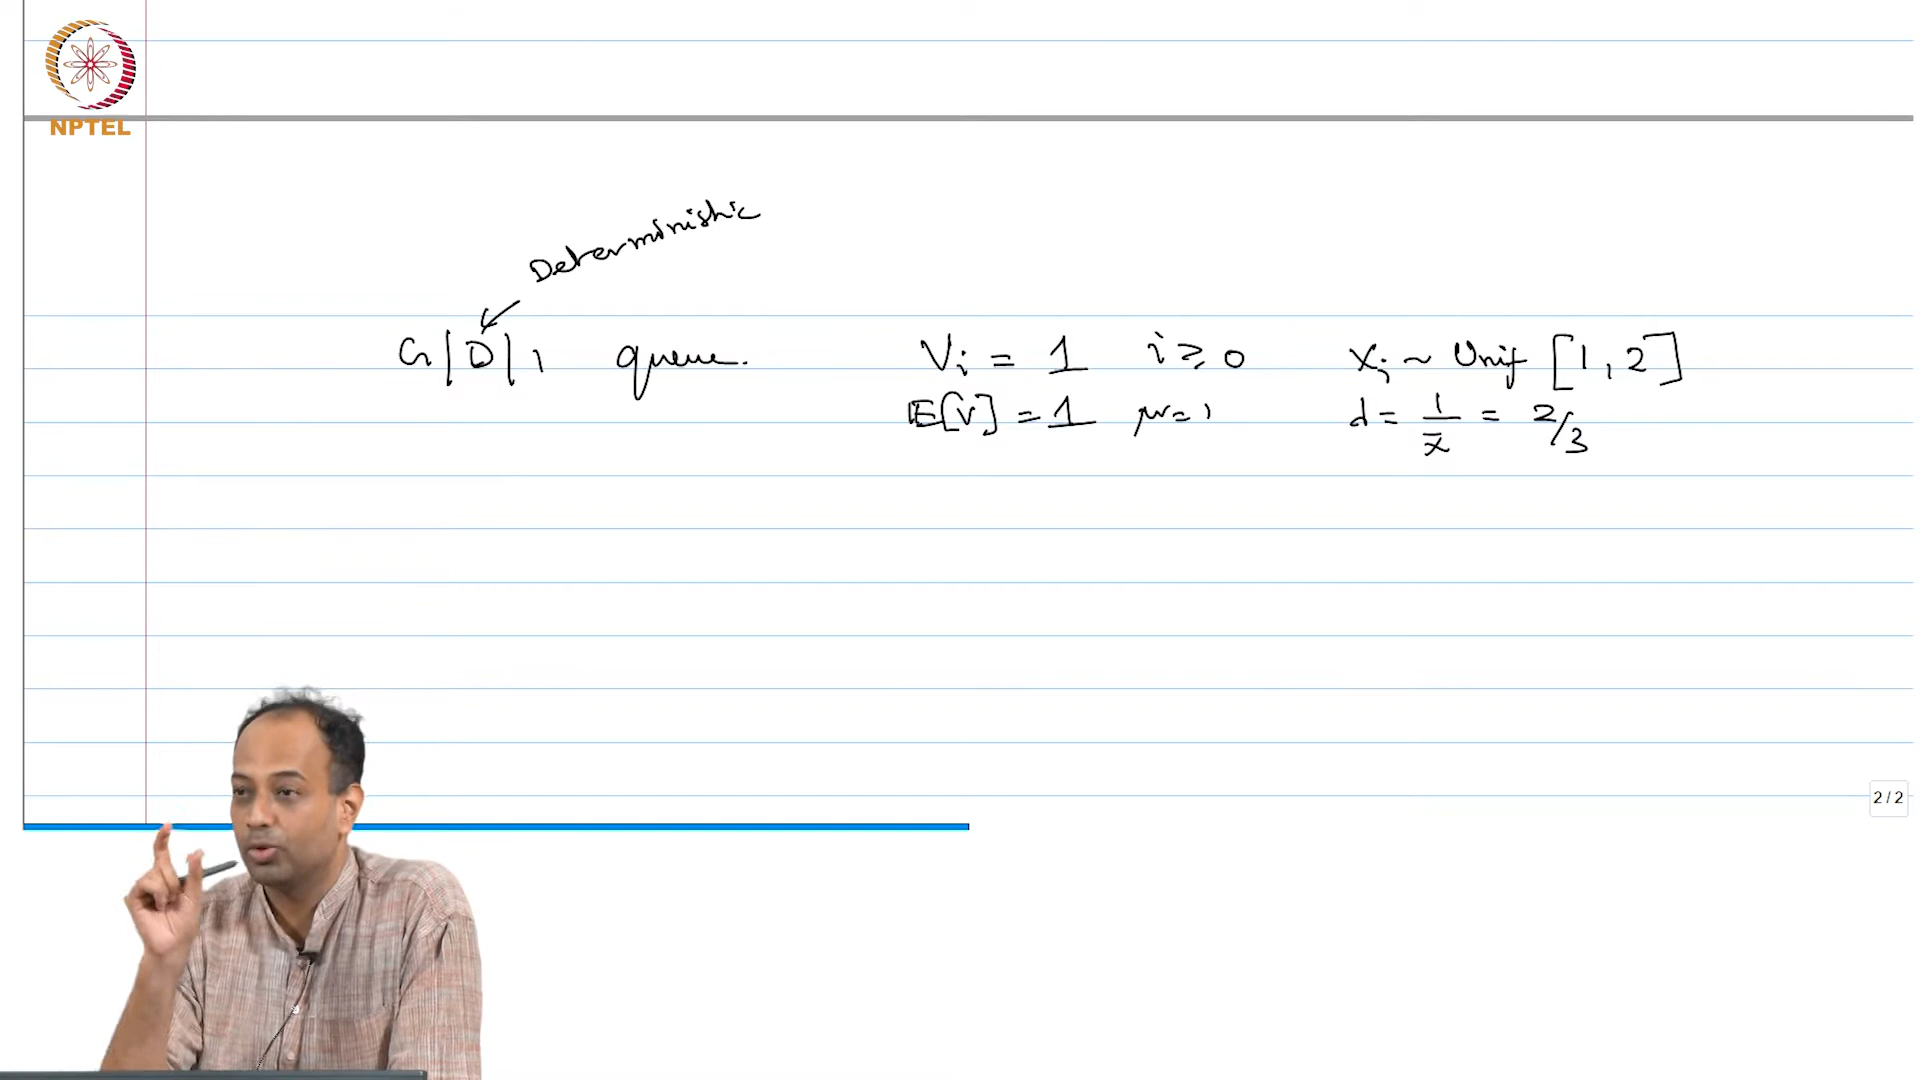 NPTEL
Deterministic
G|D|1 queue. Vi = 1 i ≥ 0 Xi ~ Unif [1, 2]
E[V] = 1 μ = 1 λ = 1/x̄ = 2/3
2 / 2